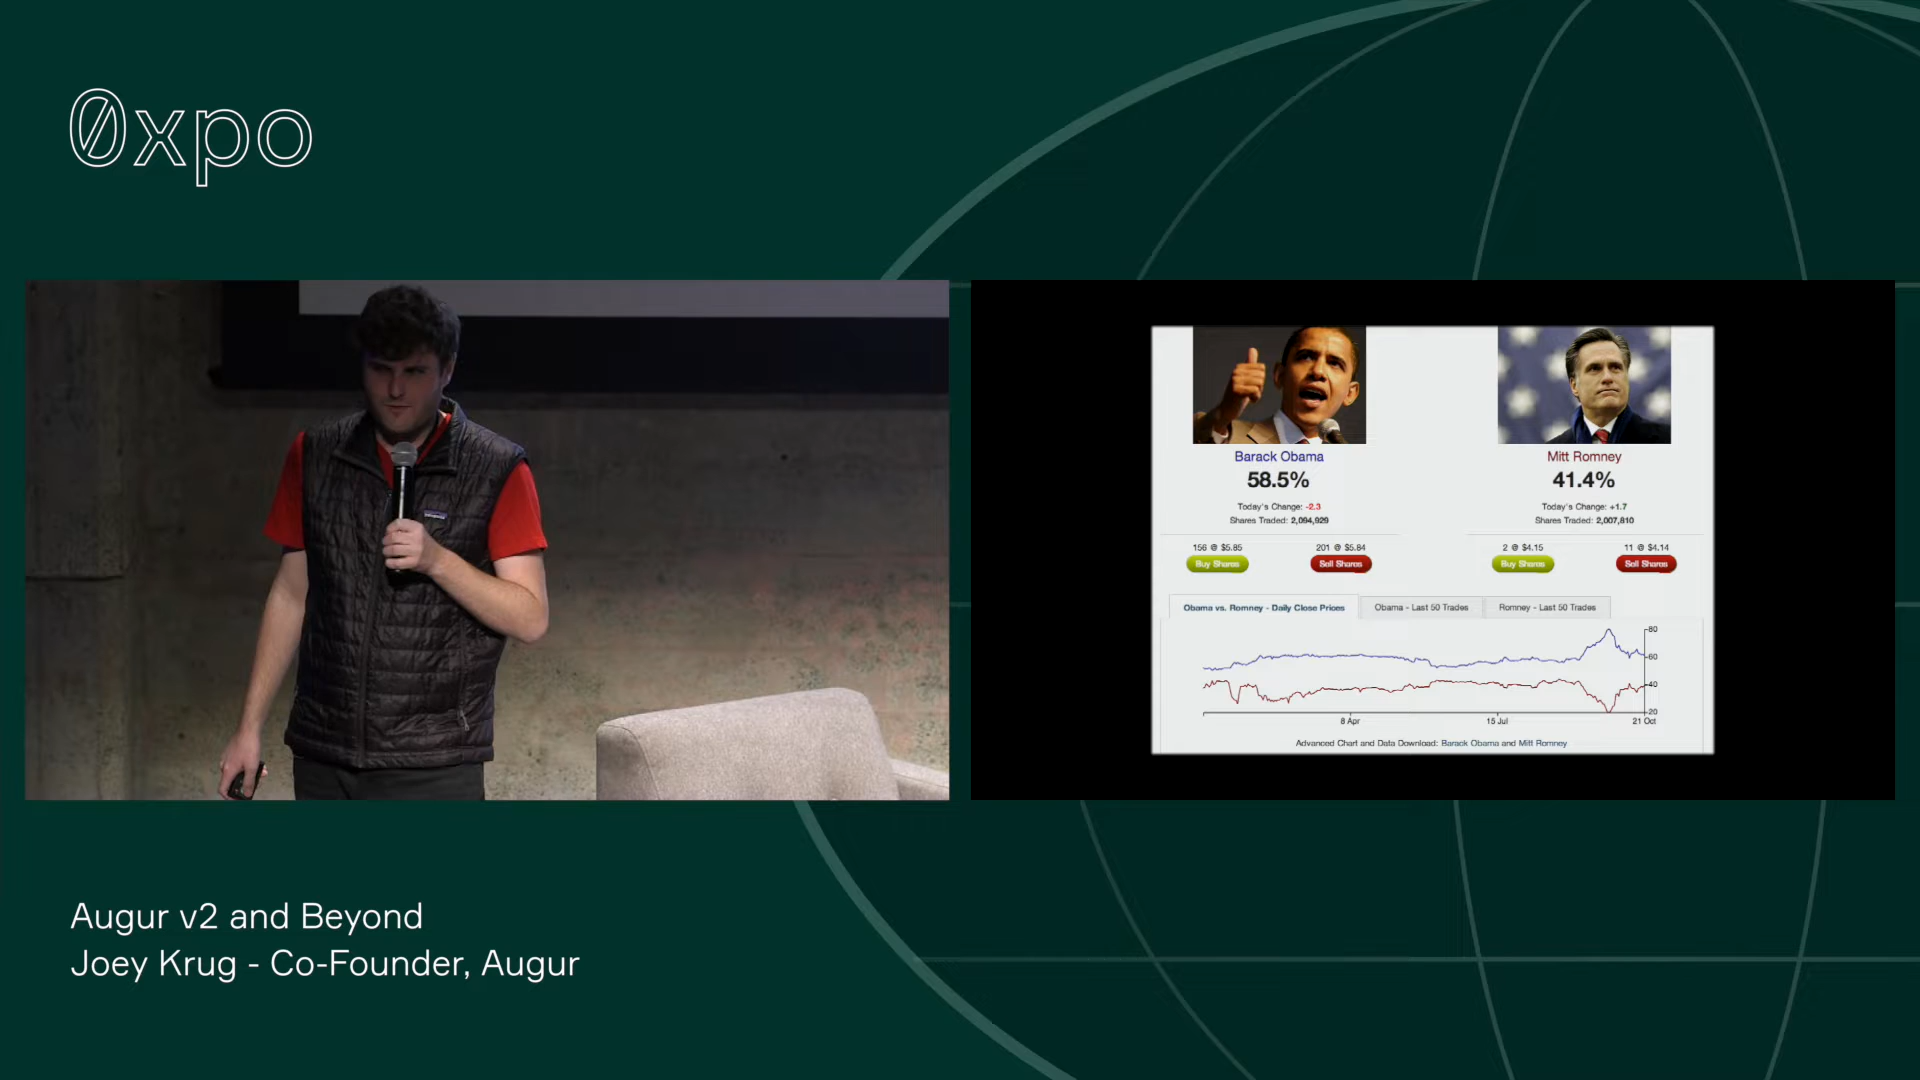 0xpo
patagonia
Barack Obama
58.5%
Today's Change: -2.3
Shares Traded: 2,094,929
156 @ $5.85
201 @ $5.84
Buy Shares
Sell Shares
Mitt Romney
41.4%
Today's Change: +1.7
Shares Traded: 2,007,810
2 @ $4.15
11 @ $4.14
Buy Shares
Sell Shares
Obama vs. Romney - Daily Close Prices
Obama - Last 50 Trades
Romney - Last 50 Trades
80
60
40
20
8 Apr
15 Jul
21 Oct
Advanced Chart and Data Download: Barack Obama and Mitt Romney
Augur v2 and Beyond
Joey Krug - Co-Founder, Augur